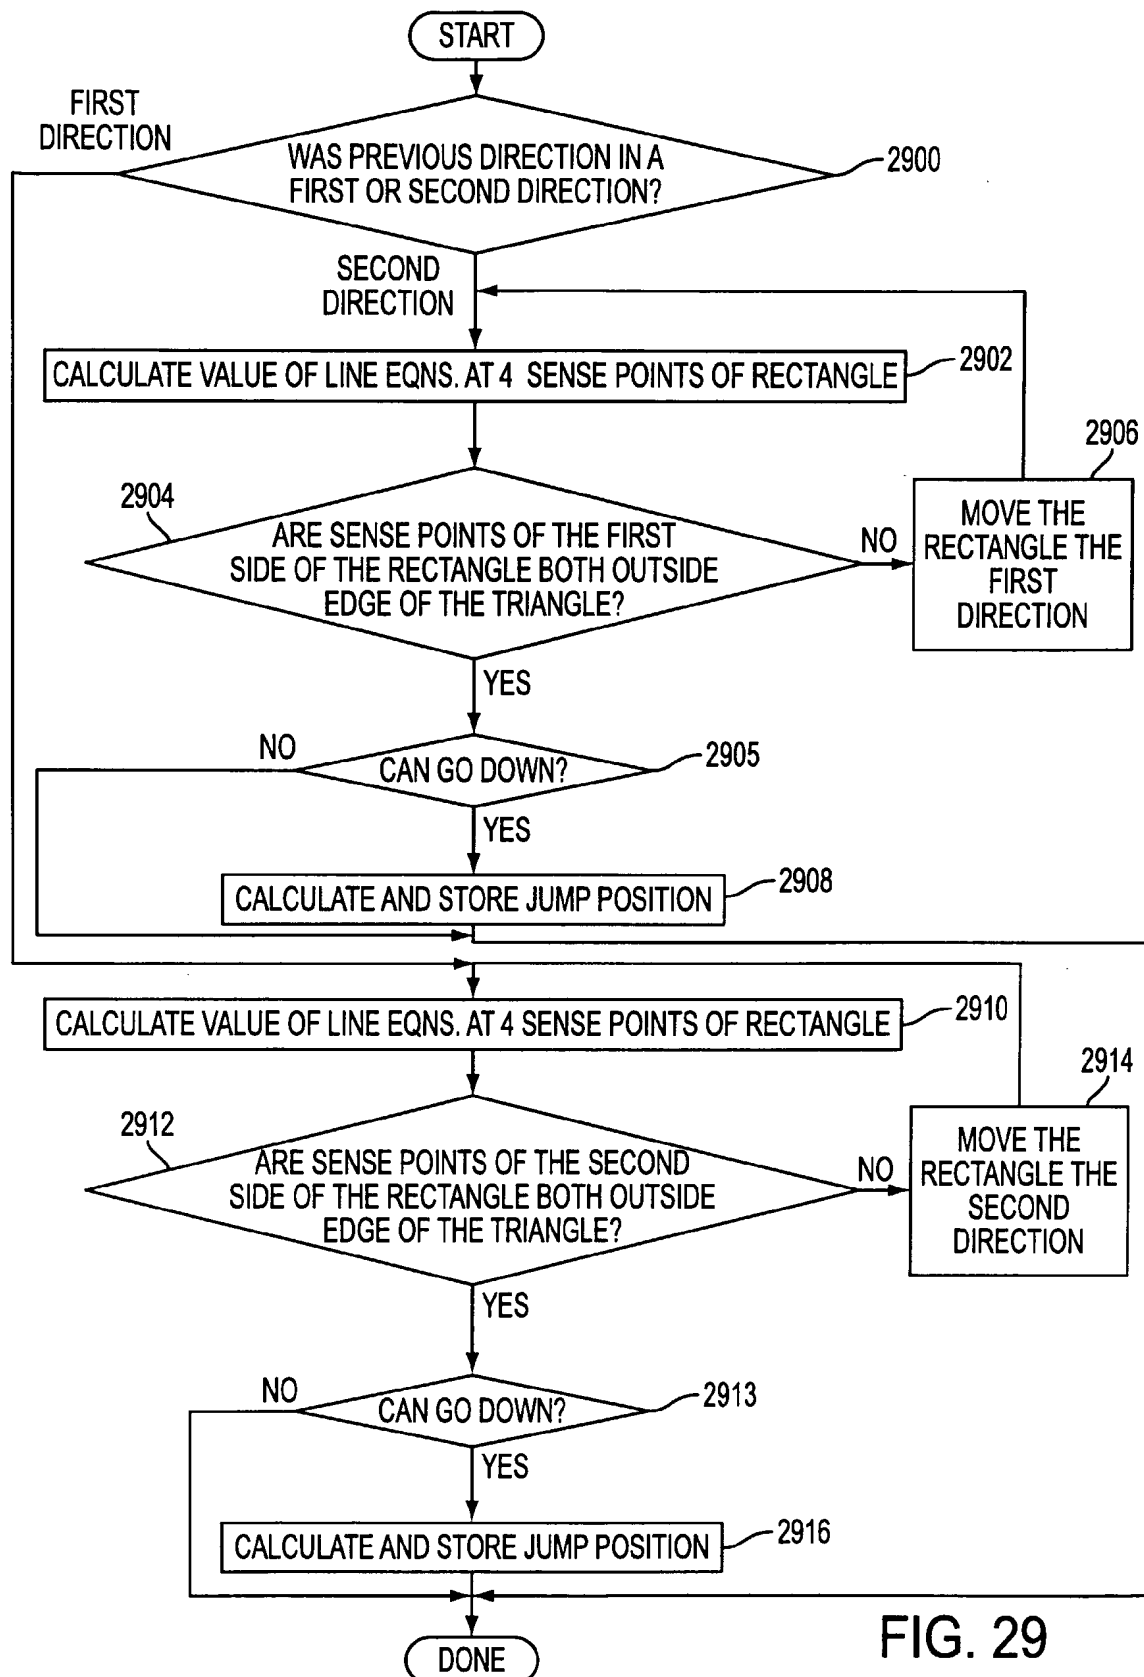 START
FIRST
DIRECTION
WAS PREVIOUS DIRECTION IN A
FIRST OR SECOND DIRECTION?
2900
SECOND
DIRECTION
CALCULATE VALUE OF LINE EQNS. AT 4 SENSE POINTS OF RECTANGLE
2902
2904
ARE SENSE POINTS OF THE FIRST
SIDE OF THE RECTANGLE BOTH OUTSIDE
EDGE OF THE TRIANGLE?
NO
2906
MOVE THE
RECTANGLE THE
FIRST
DIRECTION
YES
NO
CAN GO DOWN?
2905
YES
CALCULATE AND STORE JUMP POSITION
2908
CALCULATE VALUE OF LINE EQNS. AT 4 SENSE POINTS OF RECTANGLE
2910
2912
ARE SENSE POINTS OF THE SECOND
SIDE OF THE RECTANGLE BOTH OUTSIDE
EDGE OF THE TRIANGLE?
NO
2914
MOVE THE
RECTANGLE THE
SECOND
DIRECTION
YES
NO
CAN GO DOWN?
2913
YES
CALCULATE AND STORE JUMP POSITION
2916
DONE
FIG. 29